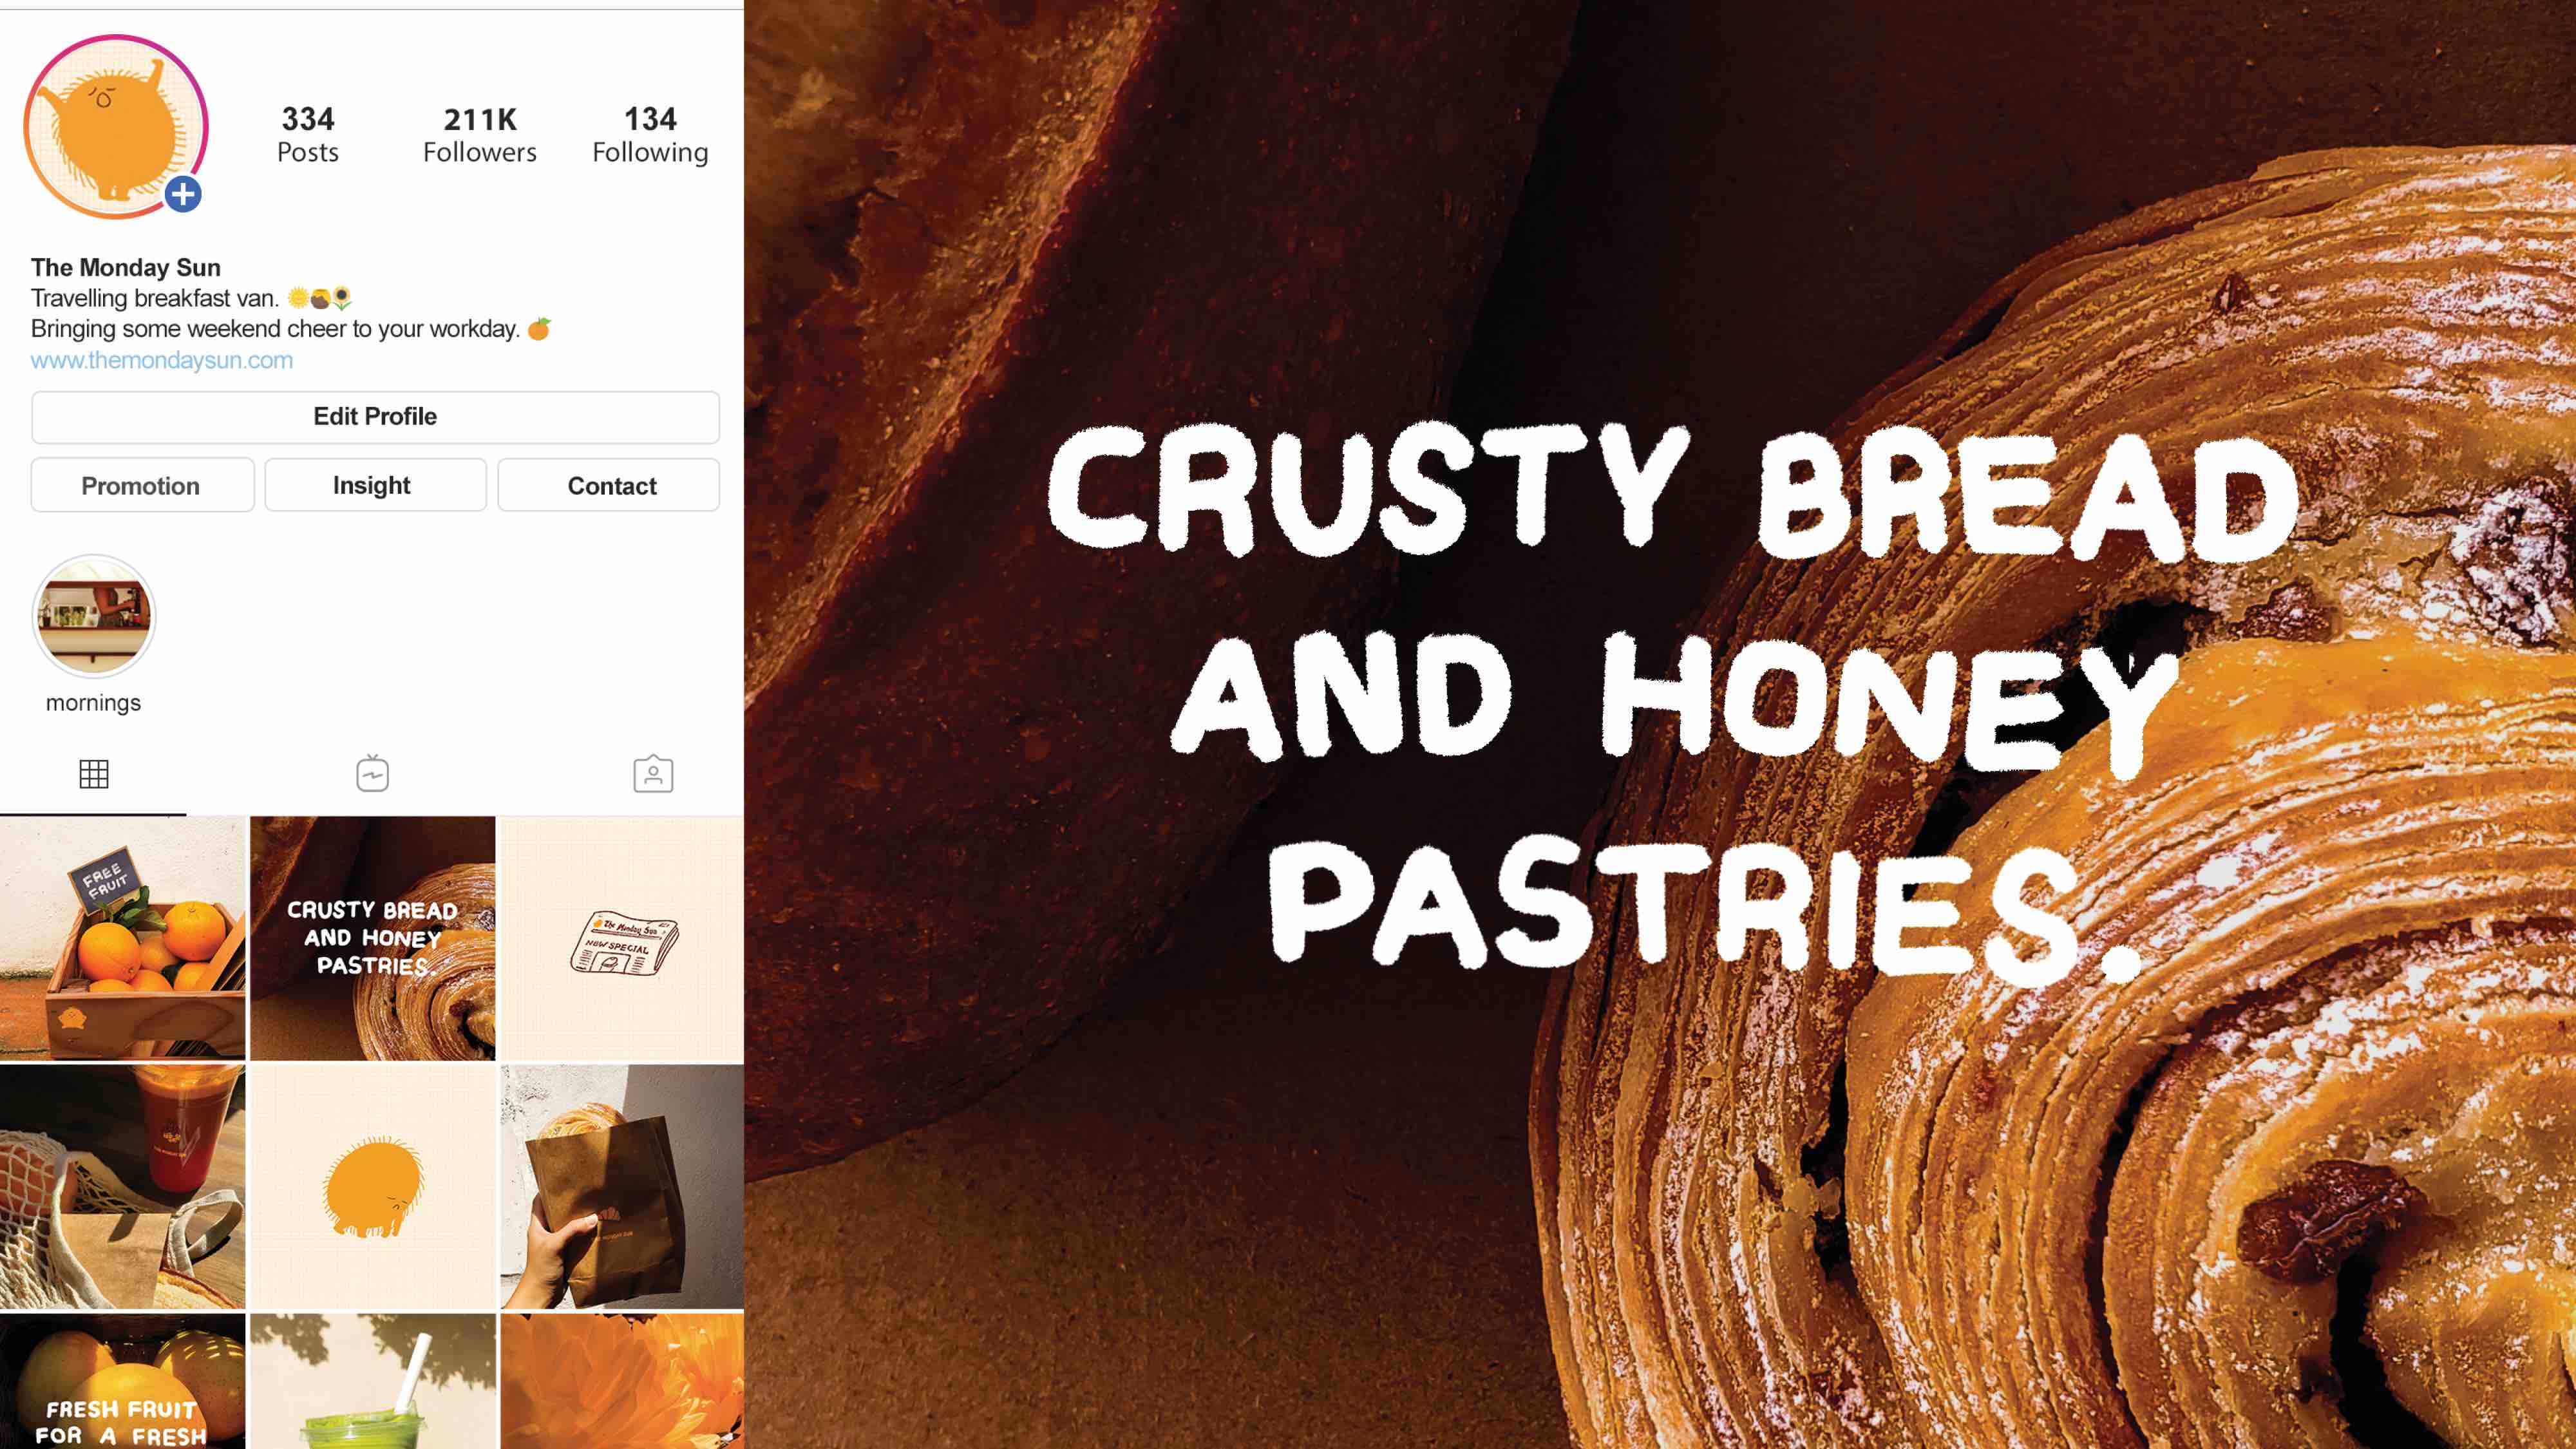 334
Posts
211K
Followers
134
Following
The Monday Sun
Travelling breakfast van. 🌞🍯🌻
Bringing some weekend cheer to your workday. 🍊
www.themondaysun.com
Edit Profile
Promotion
Insight
Contact
mornings
FREE
FRUIT
CRUSTY BREAD
AND HONEY
PASTRIES.
The Monday Sun
NEW SPECIAL
FRESH FRUIT
FOR A FRESH
CRUSTY BREAD
AND HONEY
PASTRIES.